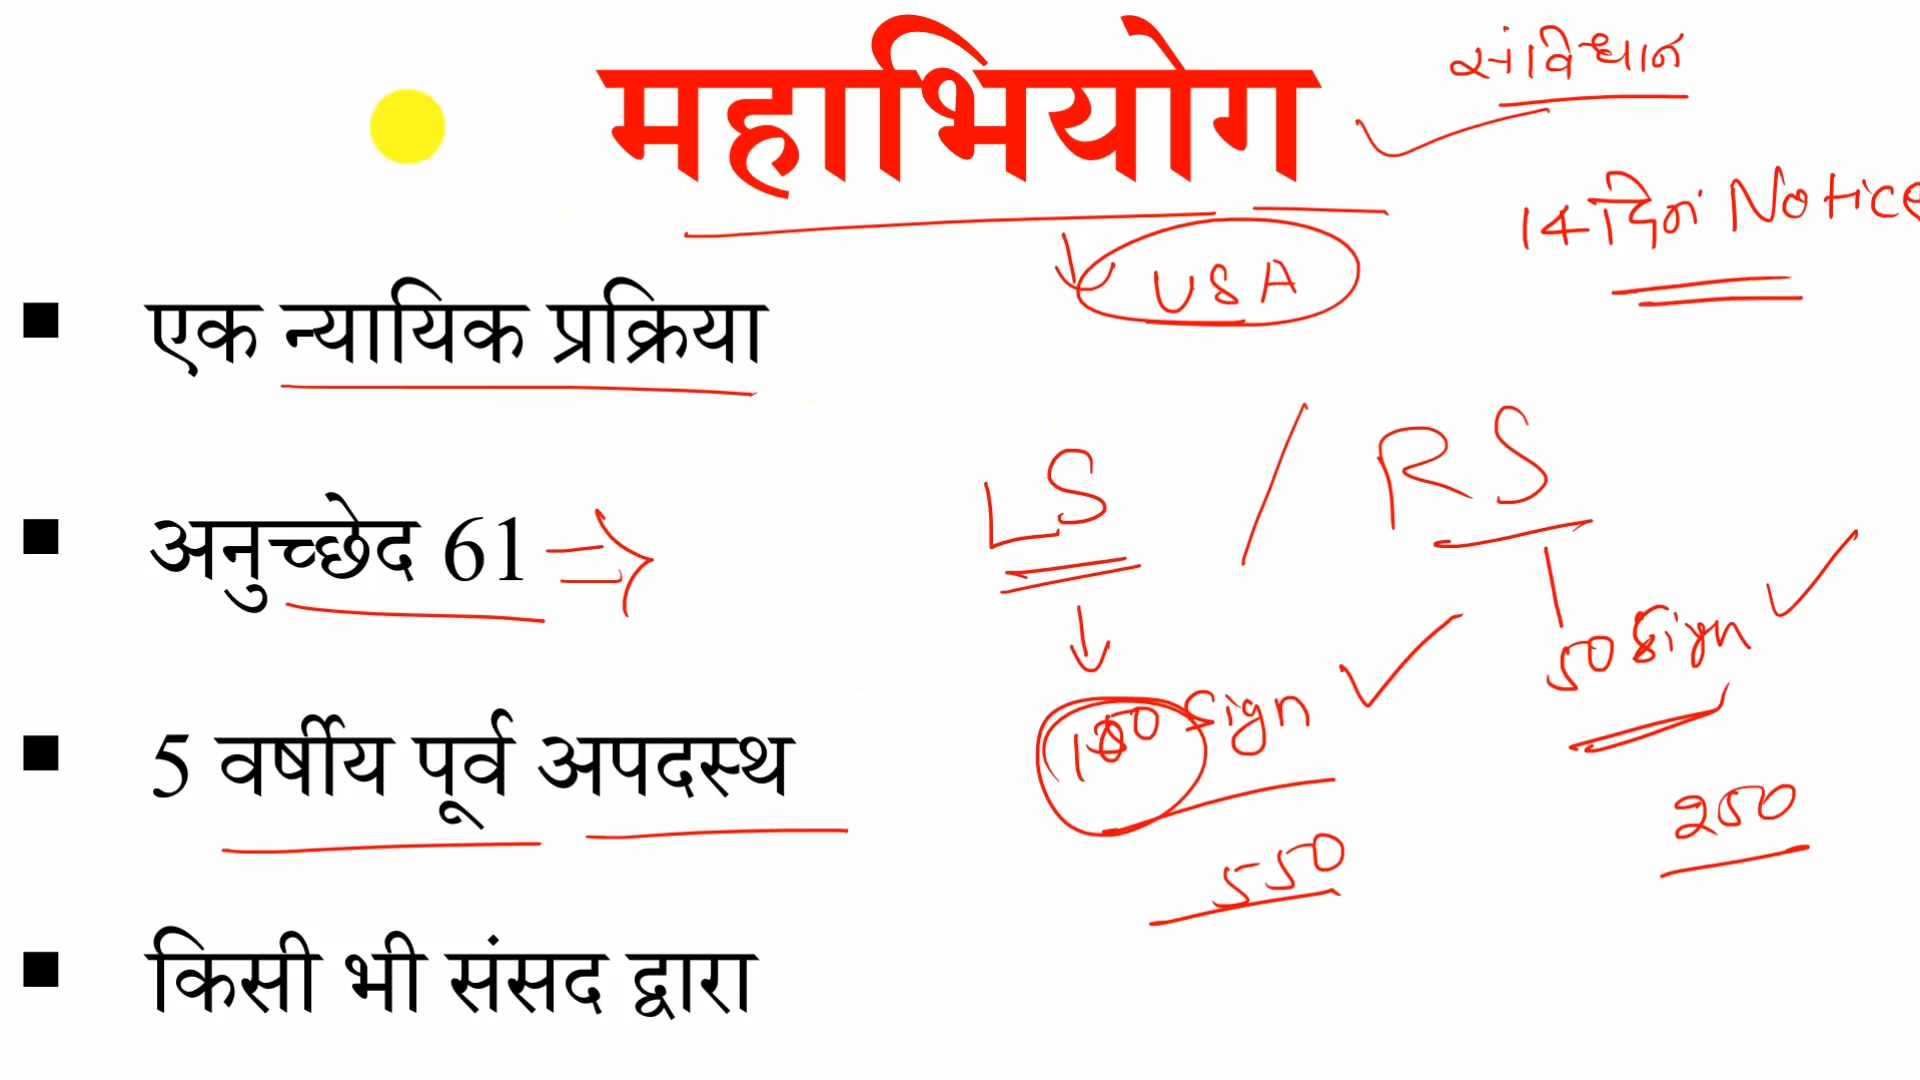 महाभियोग
संविधान
14 दिन Notice
USA
▪ एक न्यायिक प्रक्रिया
LS / RS
▪ अनुच्छेद 61 ⇒
50 Sign
100 Sign
▪ 5 वर्षीय पूर्व अपदस्थ
250
550
▪ किसी भी संसद द्वारा